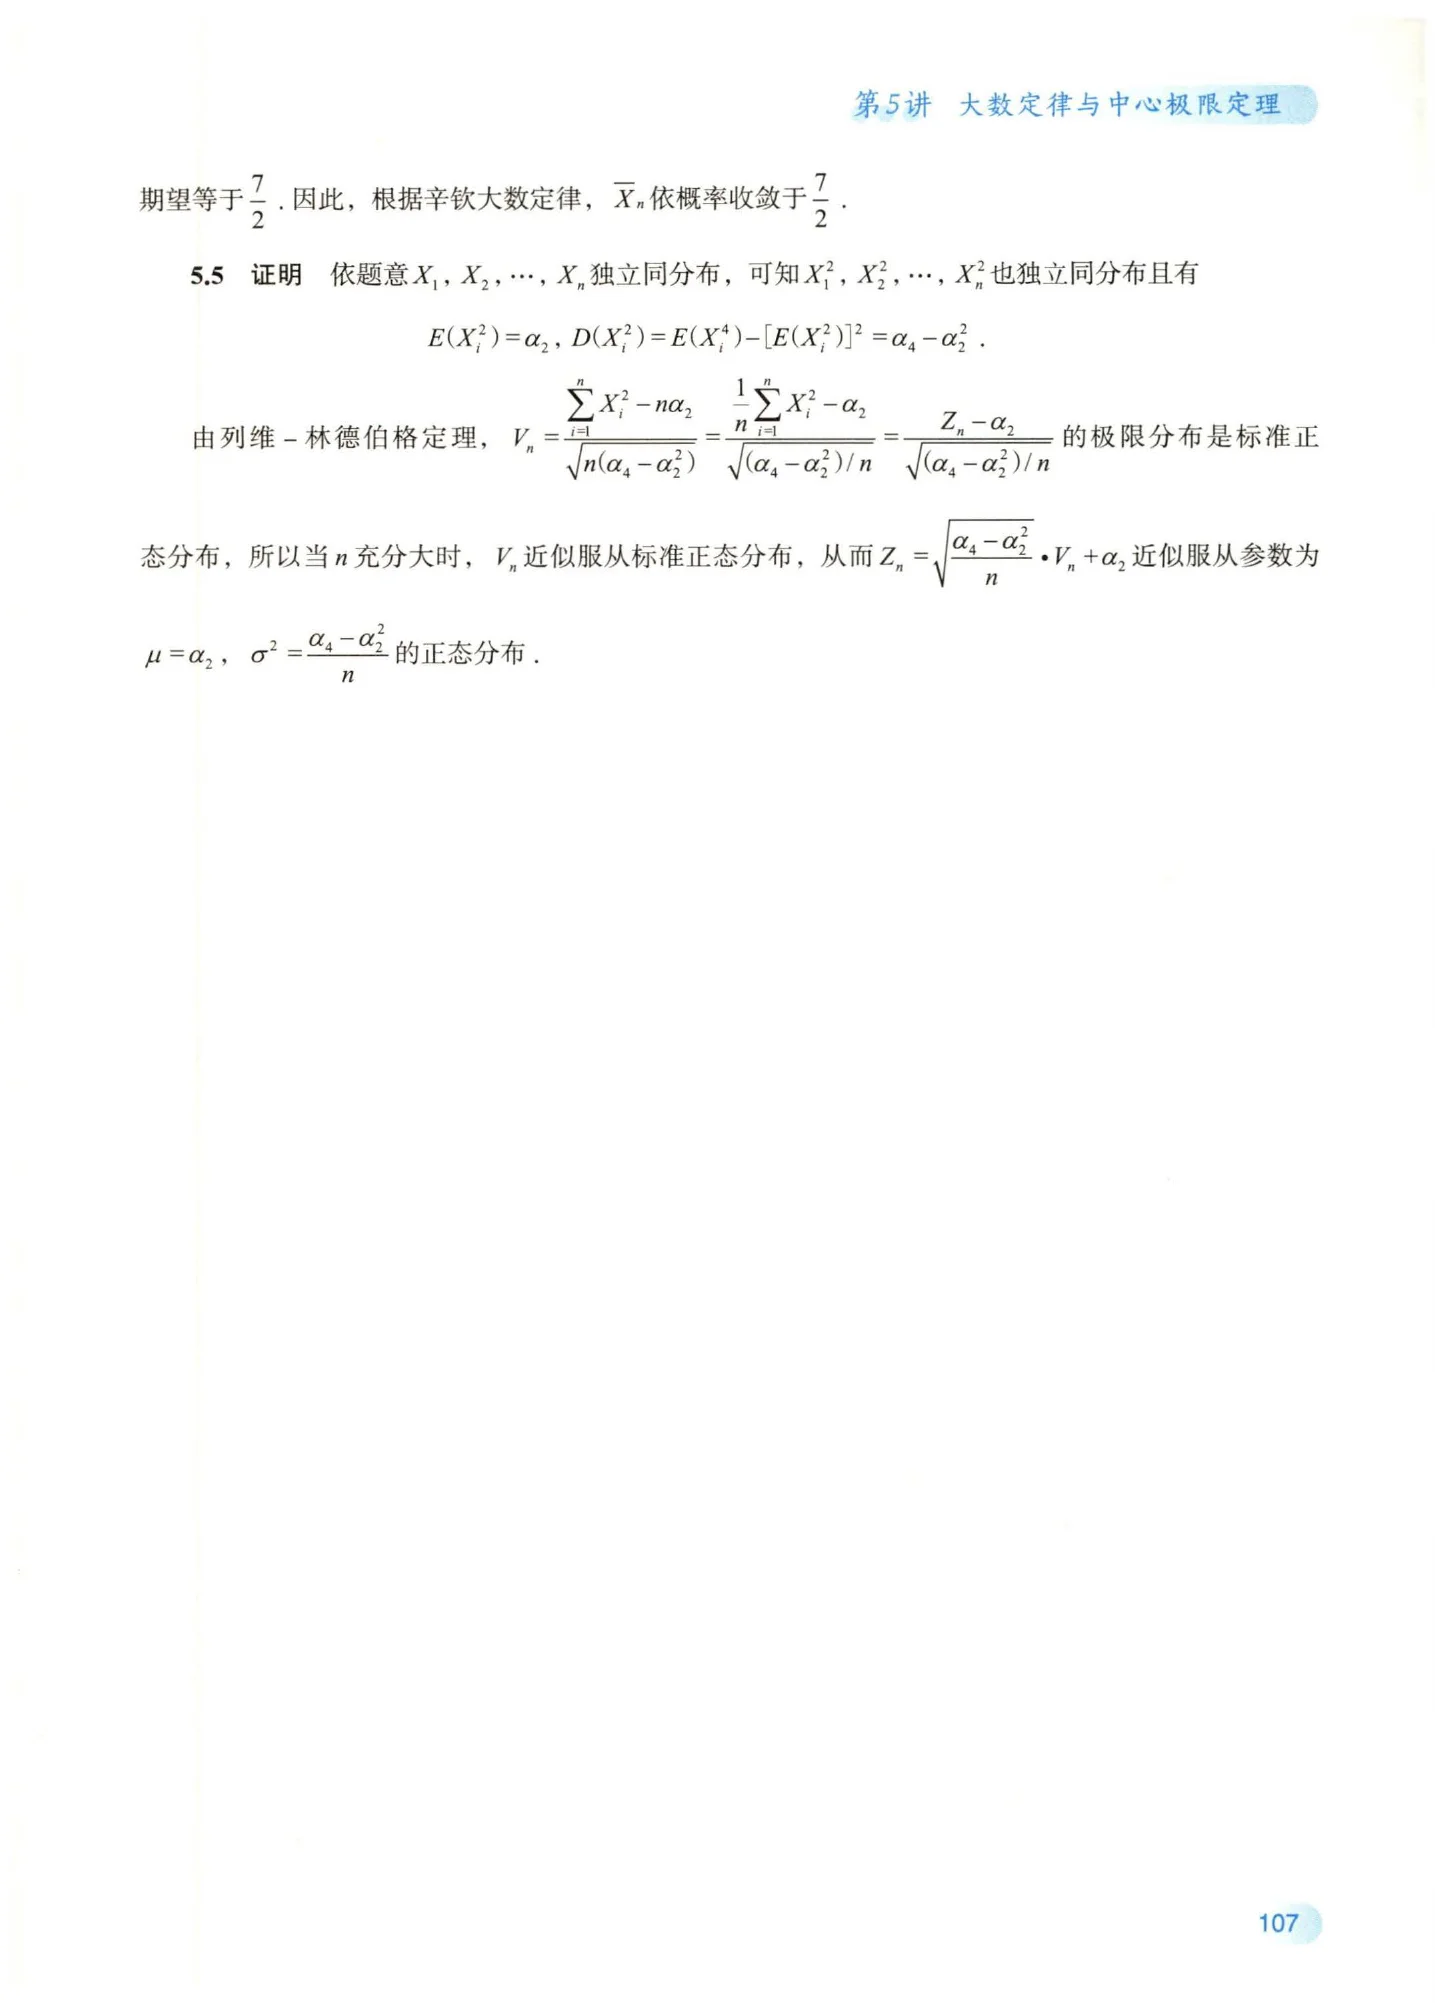 第5讲 大数定律与中心极限定理
期望等于 $\frac{7}{2}$ .因此，根据辛钦大数定律， $\overline{X}_n$ 依概率收敛于 $\frac{7}{2}$ .
5.5 证明 依题意 $X_1, X_2, \cdots, X_n$ 独立同分布，可知 $X_1^2, X_2^2, \cdots, X_n^2$ 也独立同分布且有
$E(X_i^2)=\alpha_2, D(X_i^2)=E(X_i^4)-[E(X_i^2)]^2=\alpha_4-\alpha_2^2$ .
由列维－林德伯格定理， $V_n=\frac{\sum_{i=1}^{n}X_i^2-n\alpha_2}{\sqrt{n(\alpha_4-\alpha_2^2)}}=\frac{\frac{1}{n}\sum_{i=1}^{n}X_i^2-\alpha_2}{\sqrt{(\alpha_4-\alpha_2^2)/n}}=\frac{Z_n-\alpha_2}{\sqrt{(\alpha_4-\alpha_2^2)/n}}$ 的极限分布是标准正
态分布，所以当 $n$ 充分大时， $V_n$ 近似服从标准正态分布，从而 $Z_n=\sqrt{\frac{\alpha_4-\alpha_2^2}{n}}\cdot V_n+\alpha_2$ 近似服从参数为
$\mu=\alpha_2$ ， $\sigma^2=\frac{\alpha_4-\alpha_2^2}{n}$ 的正态分布 .
107